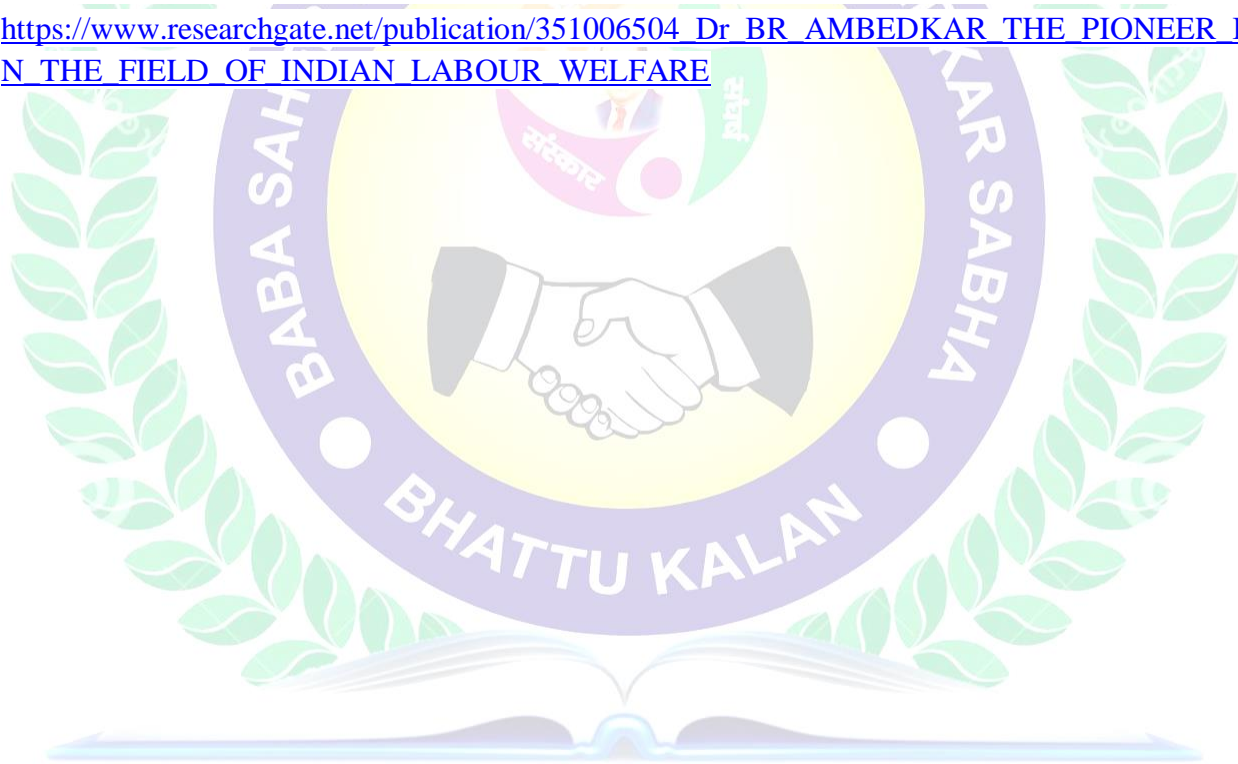 https://www.researchgate.net/publication/351006504_Dr_BR_AMBEDKAR_THE_PIONEER_I
N_THE_FIELD_OF_INDIAN_LABOUR_WELFARE
BABA SAH
KAR SABHA
संस्कार
BHATTU KALAN